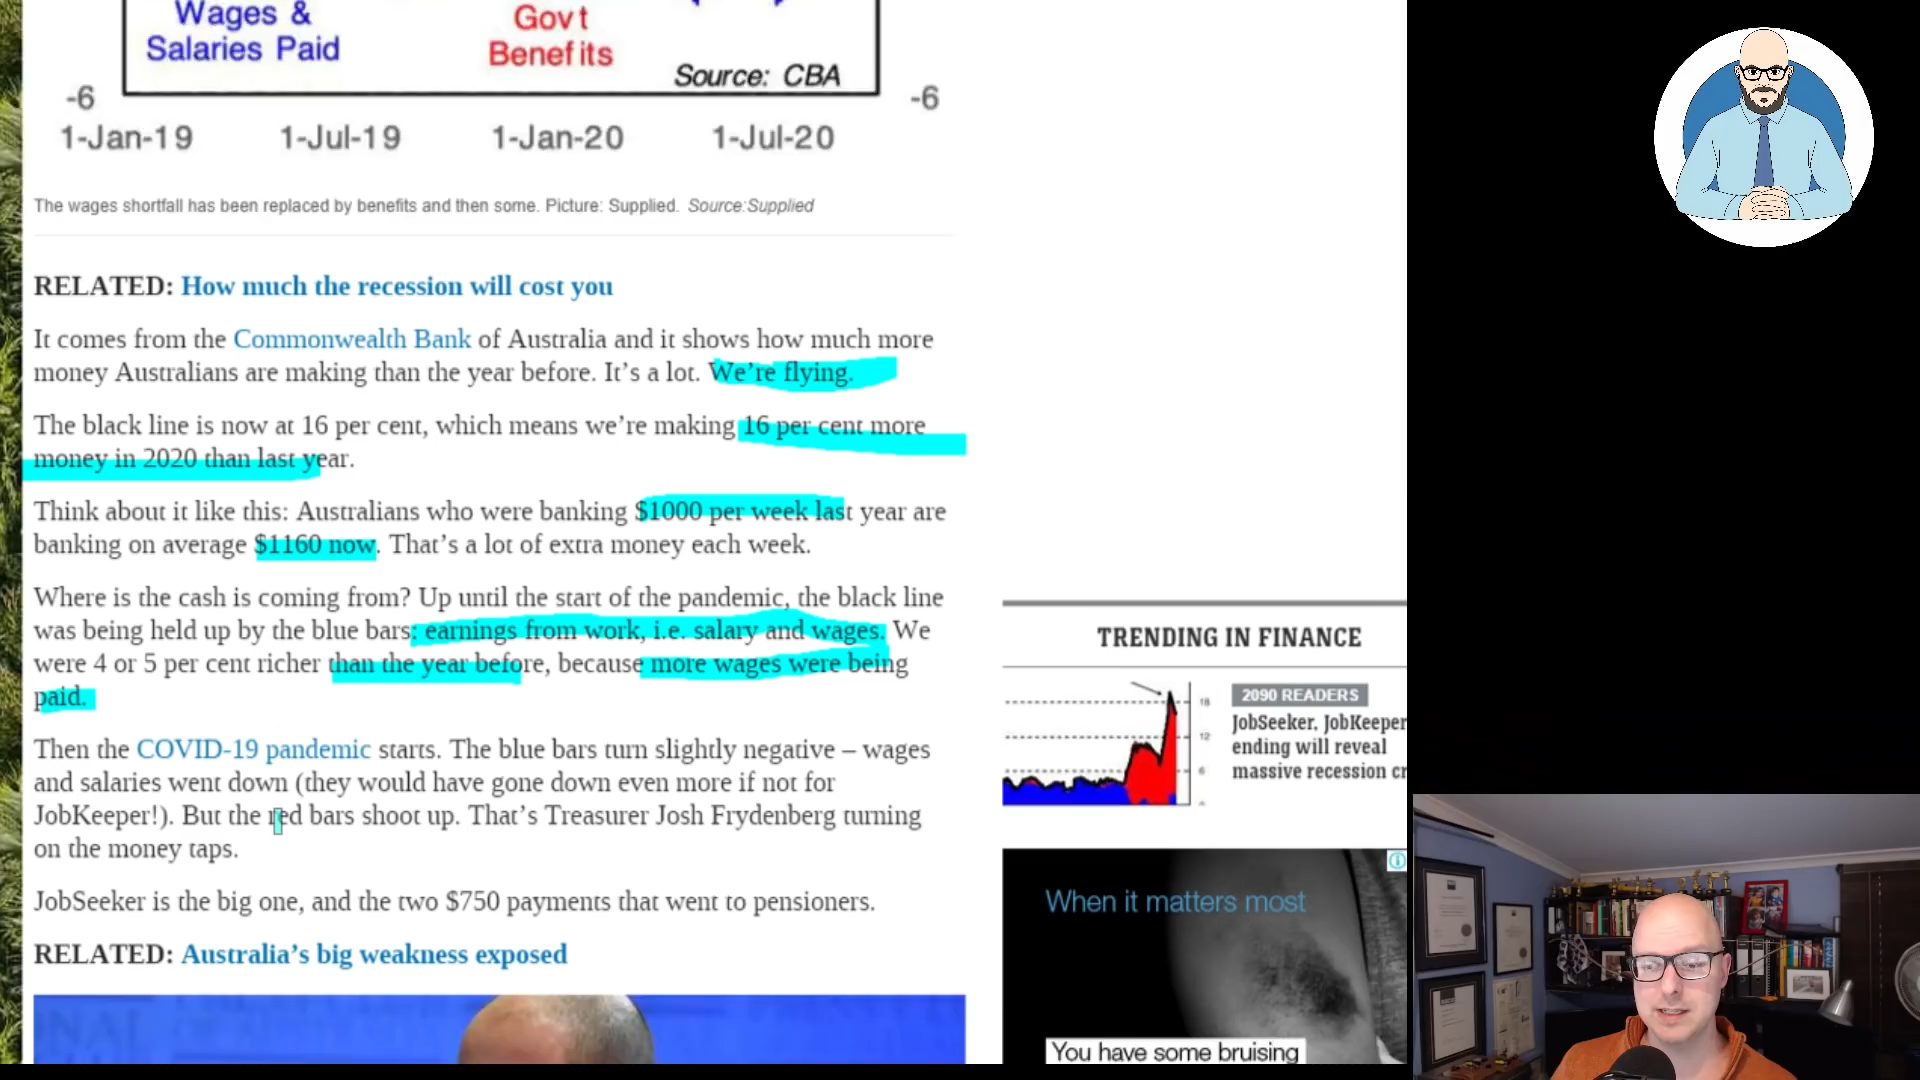 Wages &
Salaries Paid
Govt
Benefits
Source: CBA
-6
-6
1-Jan-19
1-Jul-19
1-Jan-20
1-Jul-20
The wages shortfall has been replaced by benefits and then some. Picture: Supplied. Source:Supplied
RELATED: How much the recession will cost you
It comes from the Commonwealth Bank of Australia and it shows how much more
money Australians are making than the year before. It’s a lot. We’re flying.
The black line is now at 16 per cent, which means we’re making 16 per cent more
money in 2020 than last year.
Think about it like this: Australians who were banking $1000 per week last year are
banking on average $1160 now. That’s a lot of extra money each week.
Where is the cash is coming from? Up until the start of the pandemic, the black line
was being held up by the blue bars: earnings from work, i.e. salary and wages. We
were 4 or 5 per cent richer than the year before, because more wages were being
paid.
Then the COVID-19 pandemic starts. The blue bars turn slightly negative – wages
and salaries went down (they would have gone down even more if not for
JobKeeper!). But the red bars shoot up. That’s Treasurer Josh Frydenberg turning
on the money taps.
JobSeeker is the big one, and the two $750 payments that went to pensioners.
RELATED: Australia’s big weakness exposed
TRENDING IN FINANCE
18
12
6
2090 READERS
JobSeeker, JobKeeper
ending will reveal
massive recession cr
When it matters most
You have some bruising